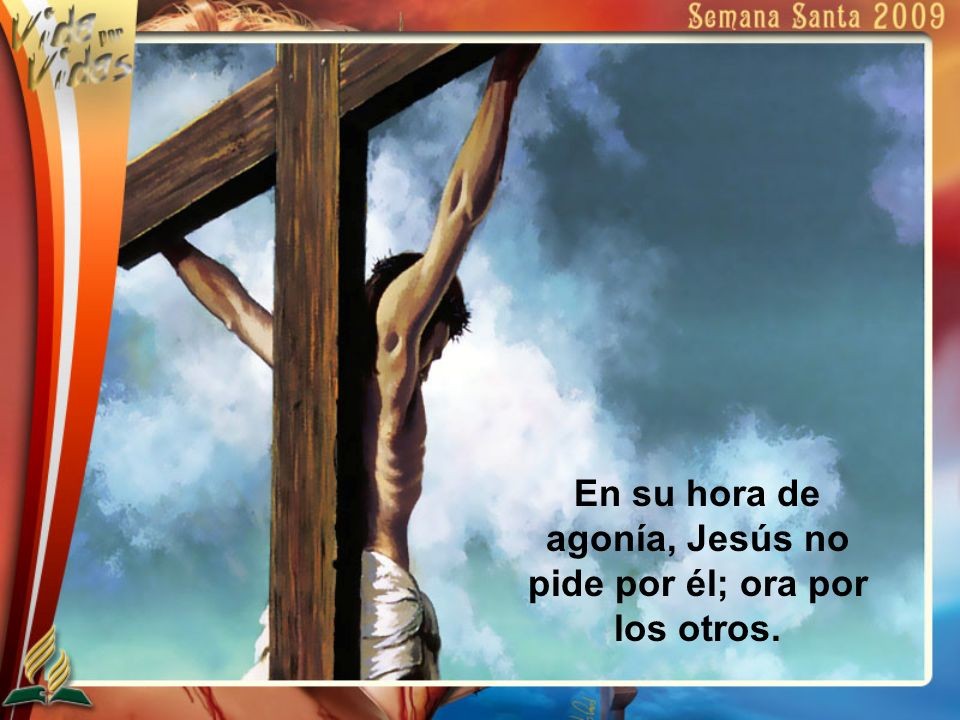 Vida por
Vidas
Semana Santa 2009
En su hora de
agonía, Jesús no
pide por él; ora por
los otros.